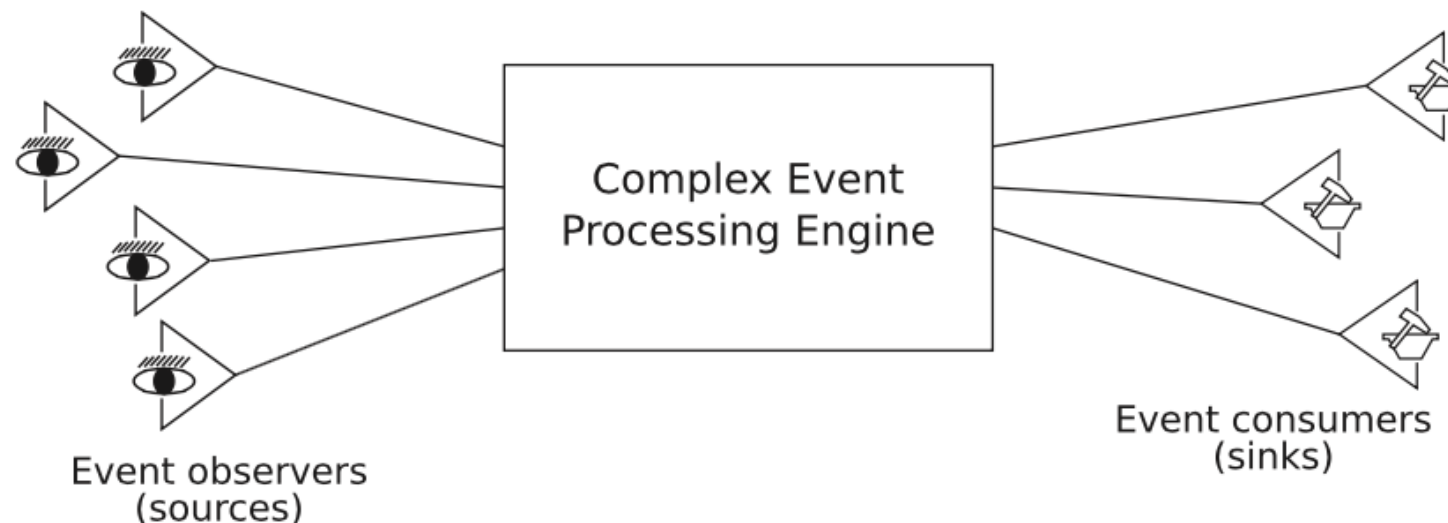 Complex Event
Processing Engine
Event observers
(sources)
Event consumers
(sinks)